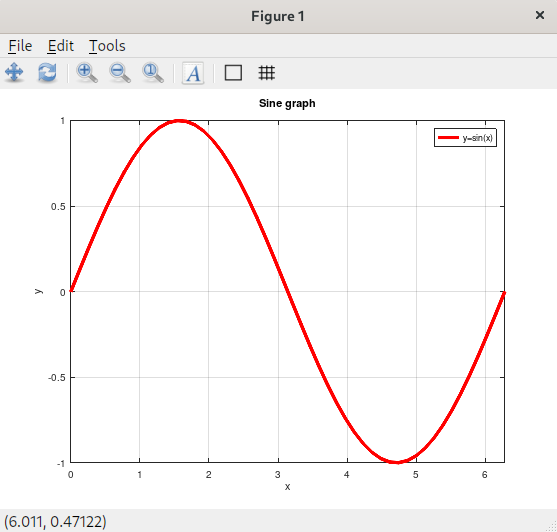 Figure 1 ×
File Edit Tools
A
Sine graph
y=sin(x)
1
0.5
0
-0.5
-1
y
0 1 2 3 4 5 6
x
(6.011, 0.47122)